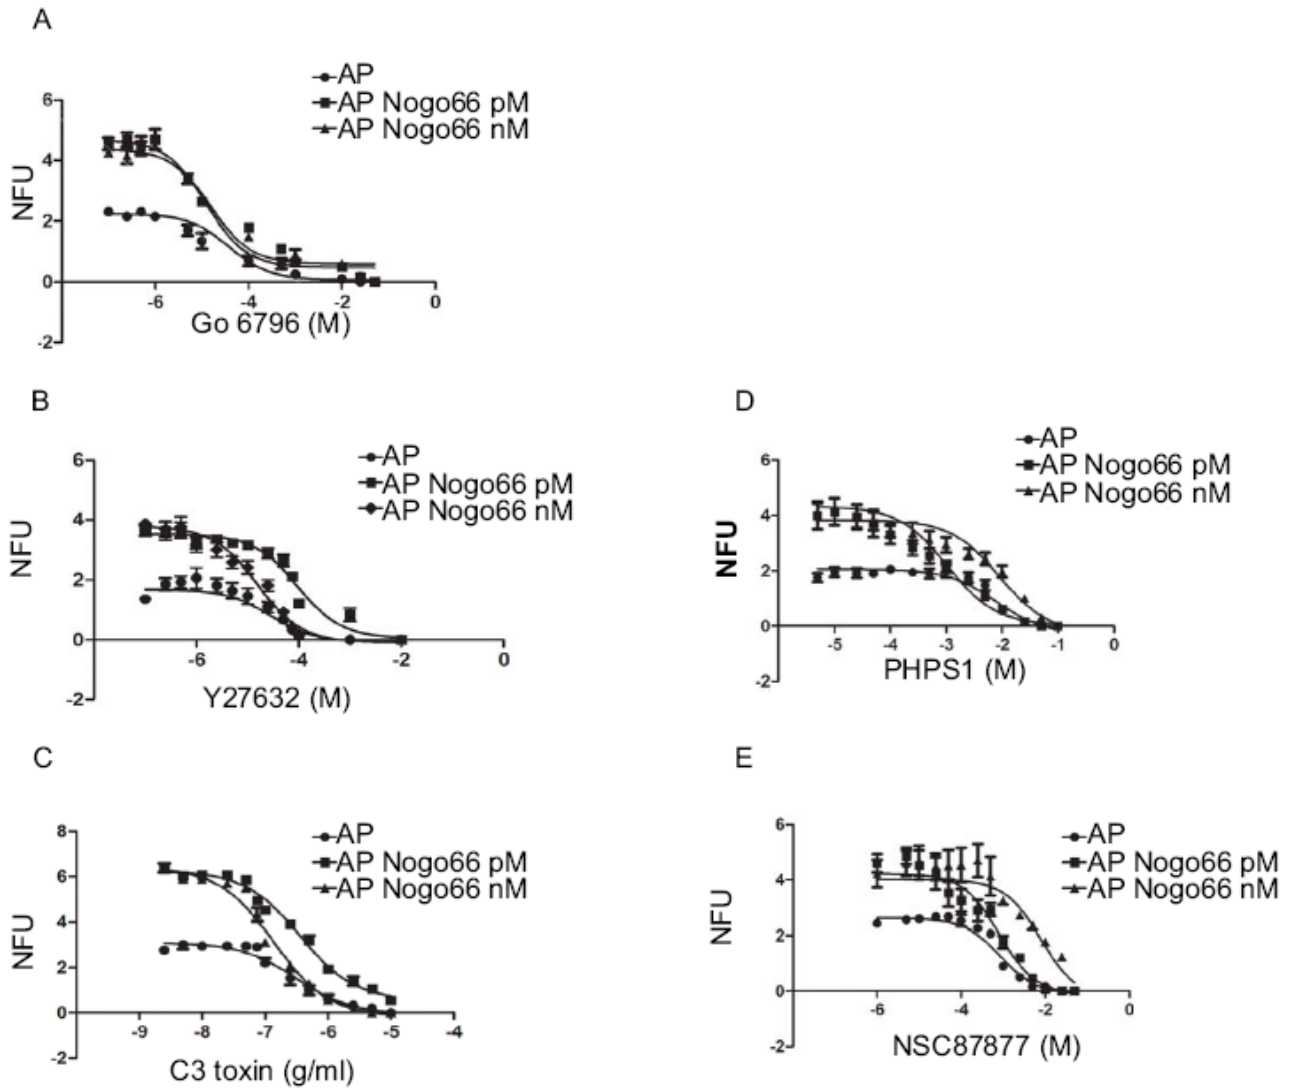 A
AP
AP Nogo66 pM
AP Nogo66 nM
6
4
2
0
-2
NFU
-6
-4
-2
0
Go 6796 (M)
B
AP
AP Nogo66 pM
AP Nogo66 nM
6
4
2
0
-2
NFU
-6
-4
-2
0
Y27632 (M)
D
AP
AP Nogo66 pM
AP Nogo66 nM
6
4
2
0
-2
NFU
-5
-4
-3
-2
-1
0
PHPS1 (M)
C
AP
AP Nogo66 pM
AP Nogo66 nM
8
6
4
2
0
-2
NFU
-9
-8
-7
-6
-5
-4
C3 toxin (g/ml)
E
AP
AP Nogo66 pM
AP Nogo66 nM
6
4
2
0
-2
NFU
-6
-4
-2
0
NSC87877 (M)